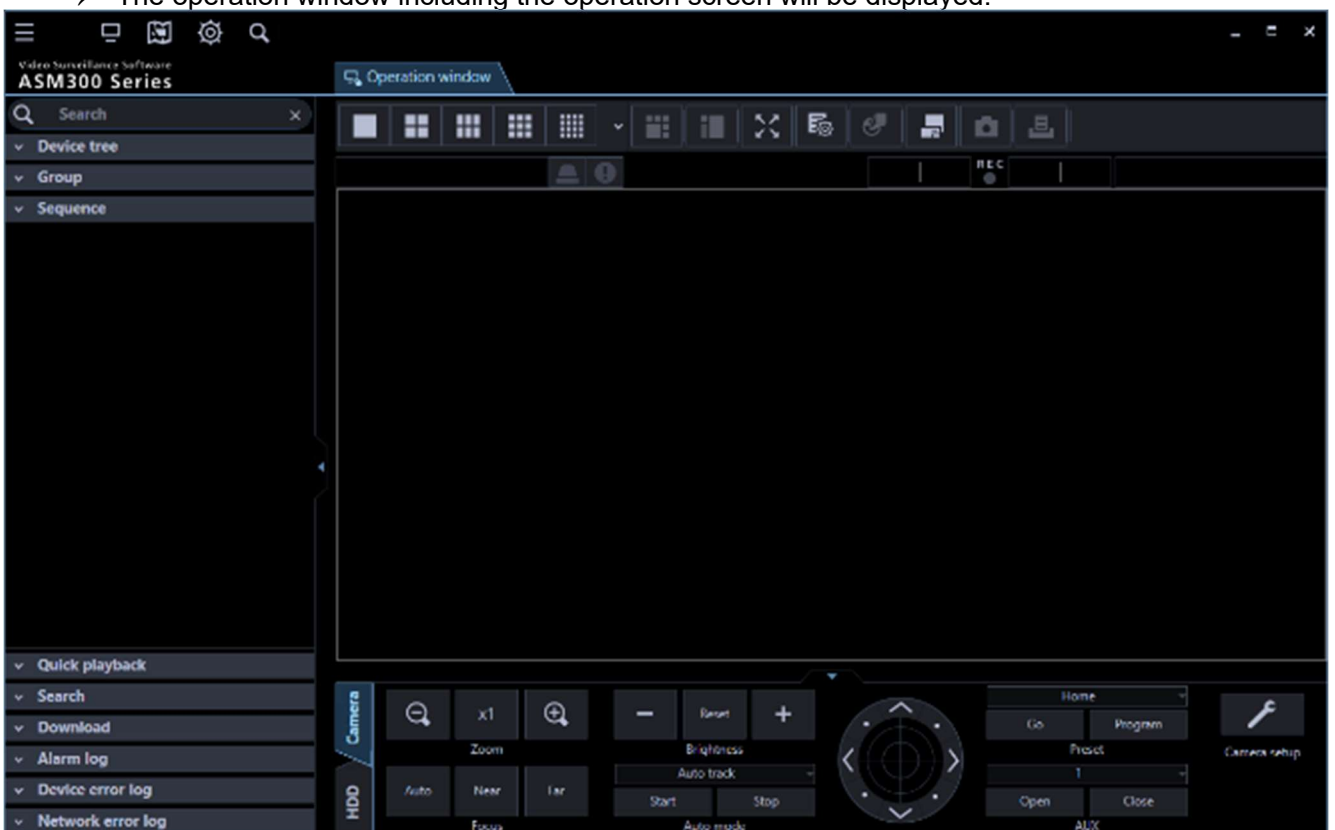 The operation window including the operation screen will be displayed.
Video Surveillance Software
ASM300 Series
Operation window
Search
Device tree
Group
Sequence
REC
Quick playback
Search
Download
Alarm log
Device error log
Network error log
Camera
HDD
x1
Zoom
Auto
Near
Far
Focus
Reset
Brightness
Auto track
Start
Stop
Auto mode
Home
Go
Program
Preset
1
Open
Close
AUX
Camera setup